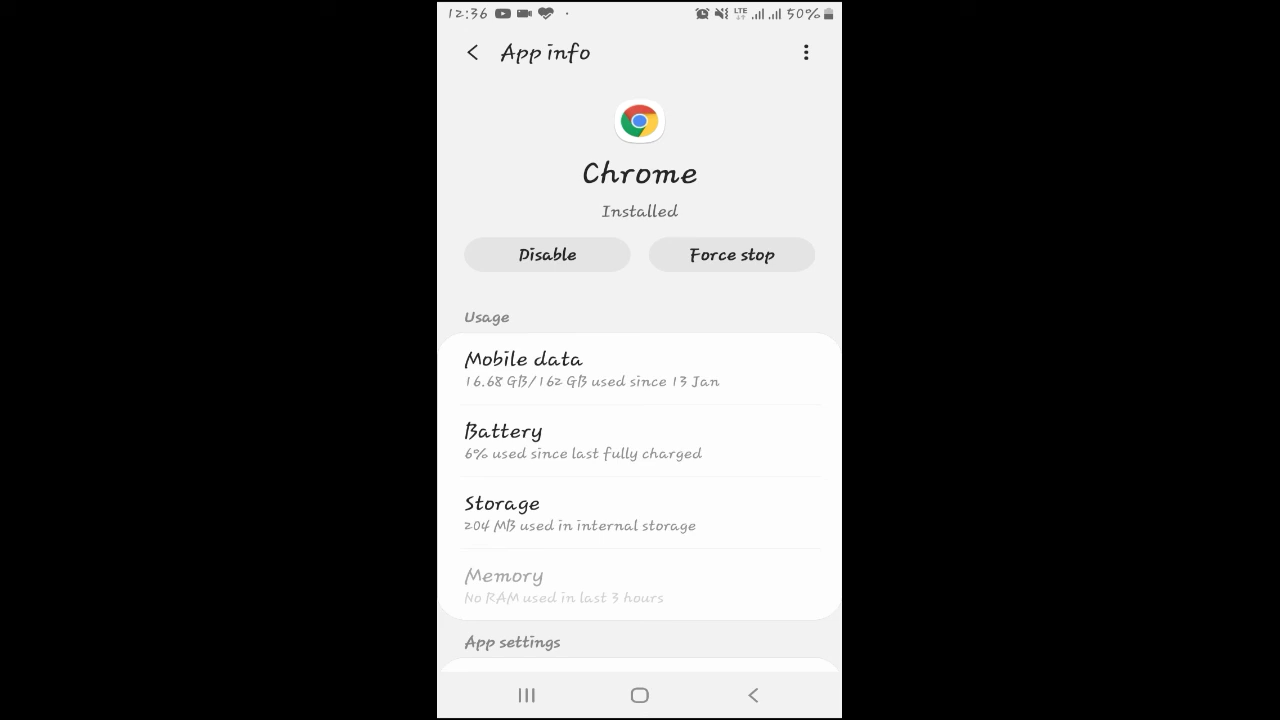 12:36 LTE 50%
App info
Chrome
Installed
Disable Force stop
Usage
Mobile data
16.68 GB/162 GB used since 13 Jan
Battery
6% used since last fully charged
Storage
204 MB used in internal storage
Memory
No RAM used in last 3 hours
App settings